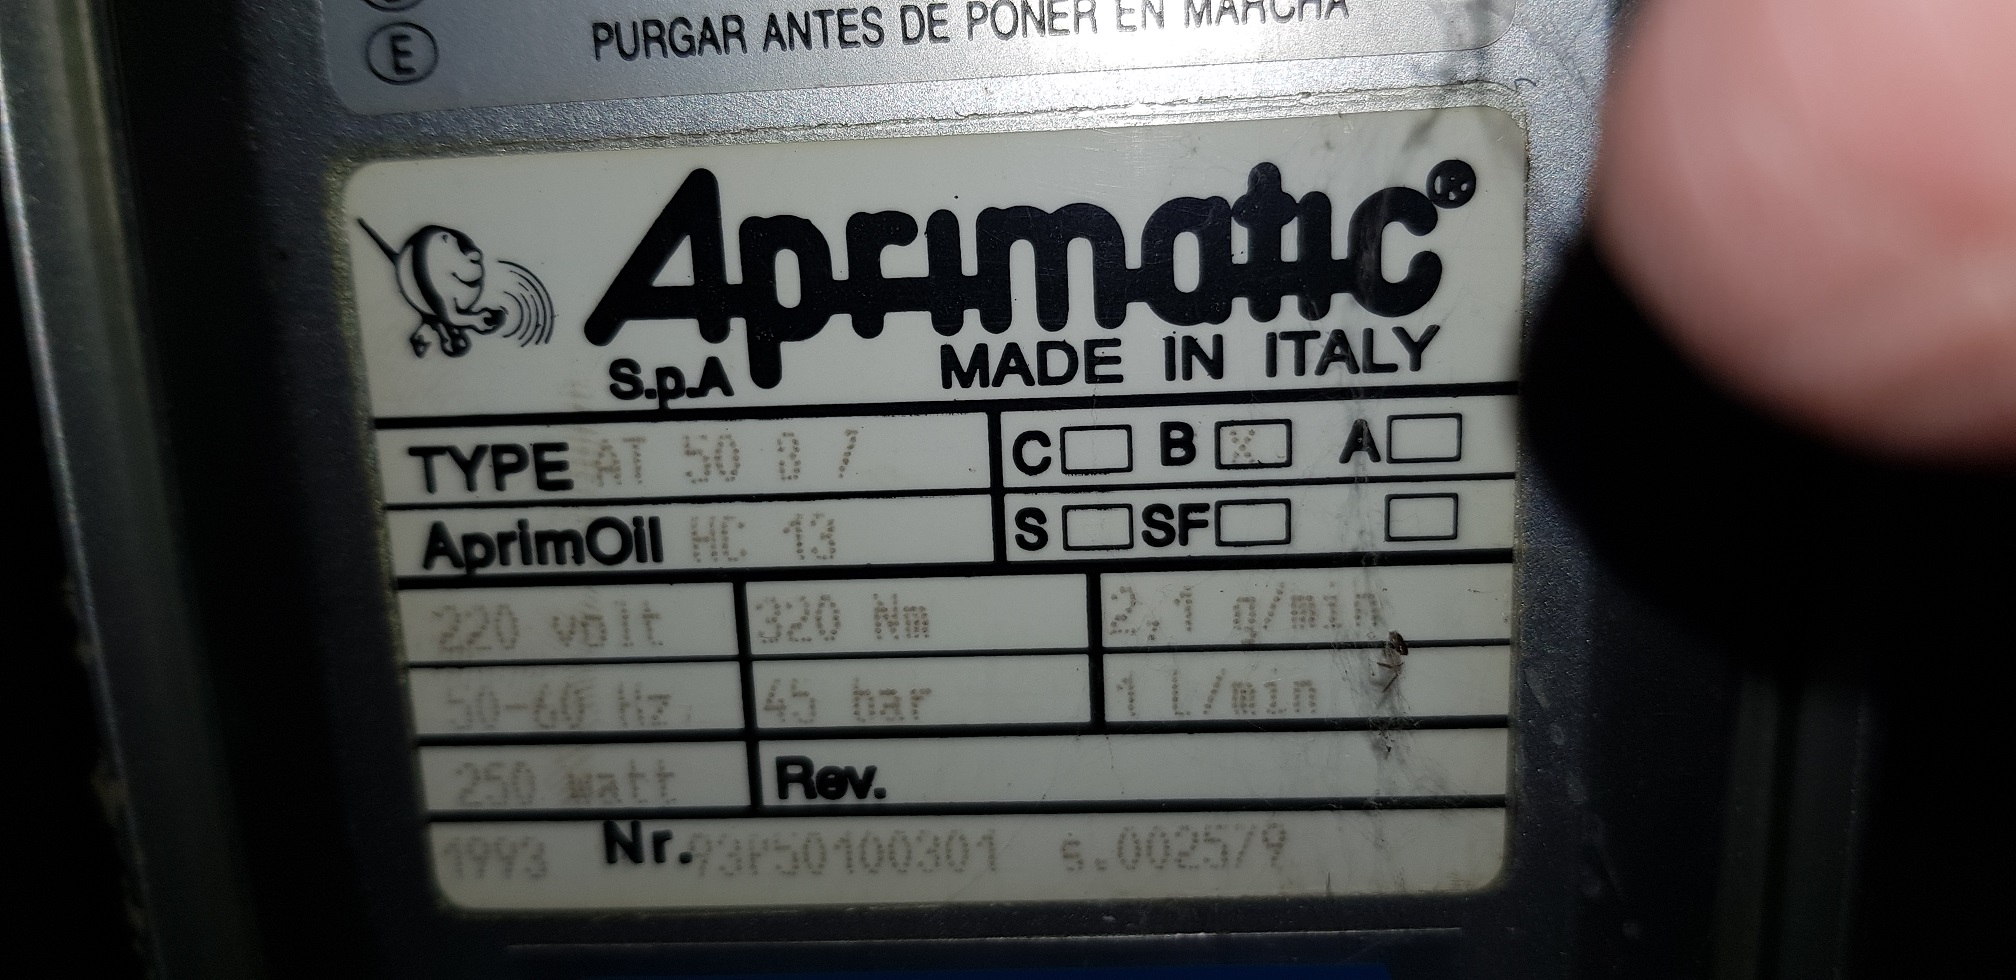 E PURGAR ANTES DE PONER EN MARCHA
Aprimatic®
S.p.A MADE IN ITALY
TYPE AT 50 B 7 C B X A
AprimOil HC 13 S SF
220 volt 320 Nm 2,1 g/min
50-60 Hz 45 bar 1 L/min
250 watt Rev.
1993 Nr. 93P50100301 s.002579